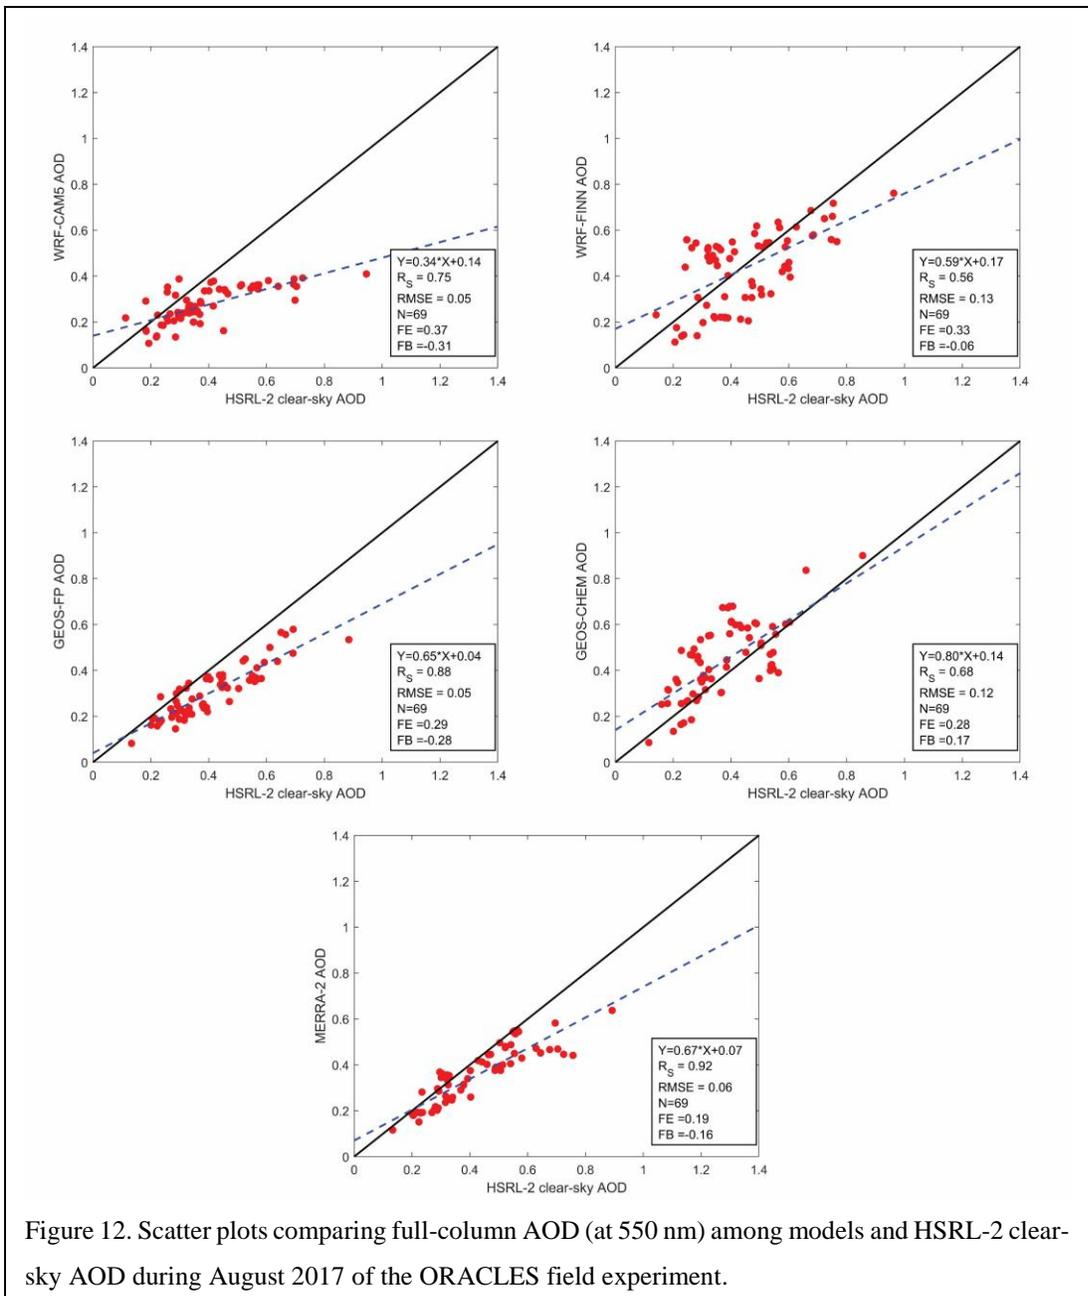 1.4
1.2
1
0.8
0.6
0.4
0.2
0
WRF-CAM5 AOD
Y=0.34*X+0.14
RS = 0.75
RMSE = 0.05
N=69
FE =0.37
FB =-0.31
0 0.2 0.4 0.6 0.8 1 1.2 1.4
HSRL-2 clear-sky AOD
1.4
1.2
1
0.8
0.6
0.4
0.2
0
WRF-FINN AOD
Y=0.59*X+0.17
RS = 0.56
RMSE = 0.13
N=69
FE =0.33
FB =-0.06
0 0.2 0.4 0.6 0.8 1 1.2 1.4
HSRL-2 clear-sky AOD
1.4
1.2
1
0.8
0.6
0.4
0.2
0
GEOS-FP AOD
Y=0.65*X+0.04
RS = 0.88
RMSE = 0.05
N=69
FE =0.29
FB =-0.28
0 0.2 0.4 0.6 0.8 1 1.2 1.4
HSRL-2 clear-sky AOD
1.4
1.2
1
0.8
0.6
0.4
0.2
0
GEOS-CHEM AOD
Y=0.80*X+0.14
RS = 0.68
RMSE = 0.12
N=69
FE =0.28
FB =0.17
0 0.2 0.4 0.6 0.8 1 1.2 1.4
HSRL-2 clear-sky AOD
1.4
1.2
1
0.8
0.6
0.4
0.2
0
MERRA-2 AOD
Y=0.67*X+0.07
RS = 0.92
RMSE = 0.06
N=69
FE =0.19
FB =-0.16
0 0.2 0.4 0.6 0.8 1 1.2 1.4
HSRL-2 clear-sky AOD
Figure 12. Scatter plots comparing full-column AOD (at 550 nm) among models and HSRL-2 clear-
sky AOD during August 2017 of the ORACLES field experiment.